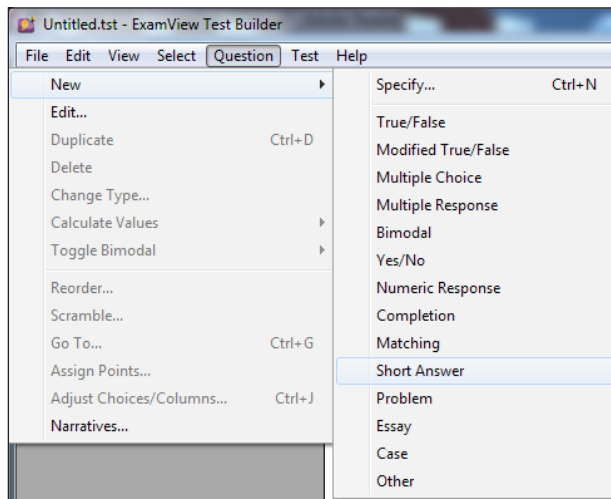 Untitled.tst - ExamView Test Builder
File Edit View Select Question Test Help
New
Edit...
Duplicate Ctrl+D
Delete
Change Type...
Calculate Values
Toggle Bimodal
Reorder...
Scramble...
Go To... Ctrl+G
Assign Points...
Adjust Choices/Columns... Ctrl+J
Narratives...
Specify... Ctrl+N
True/False
Modified True/False
Multiple Choice
Multiple Response
Bimodal
Yes/No
Numeric Response
Completion
Matching
Short Answer
Problem
Essay
Case
Other